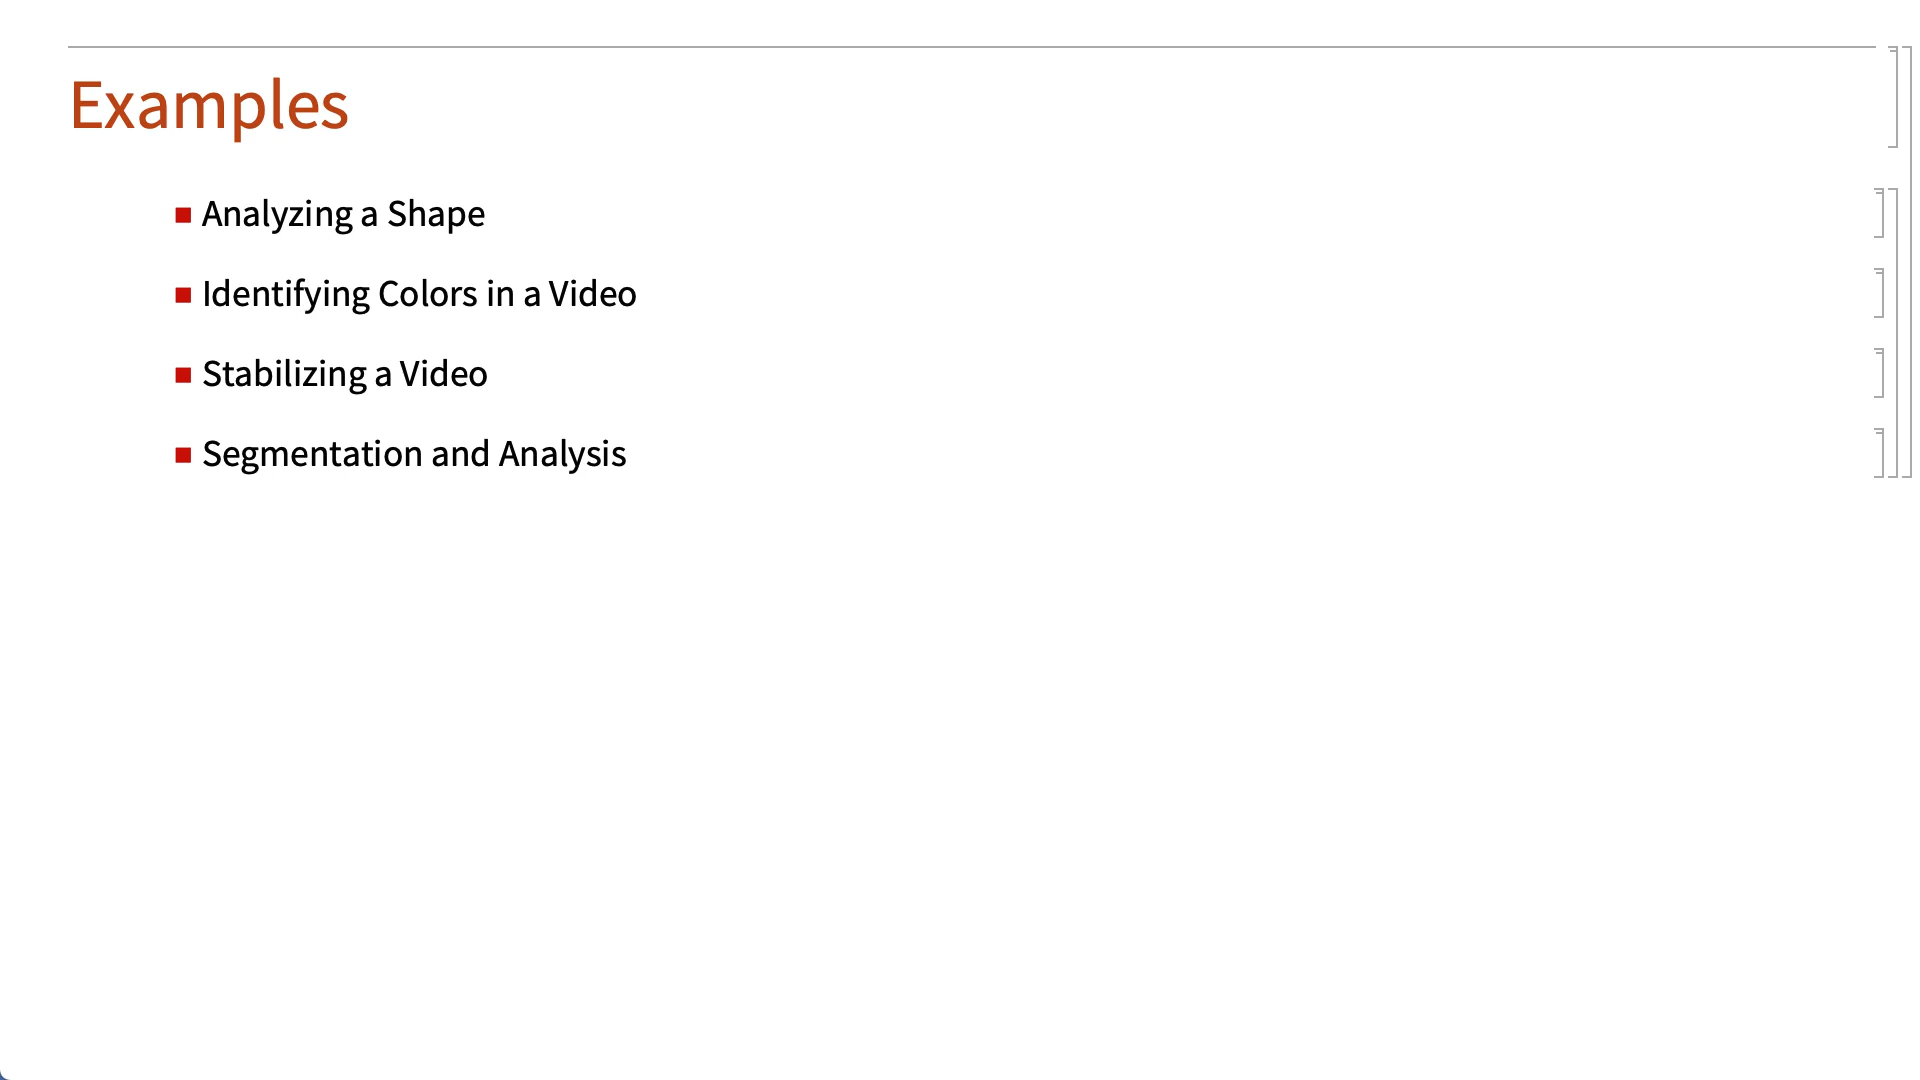 Examples
Analyzing a Shape
Identifying Colors in a Video
Stabilizing a Video
Segmentation and Analysis